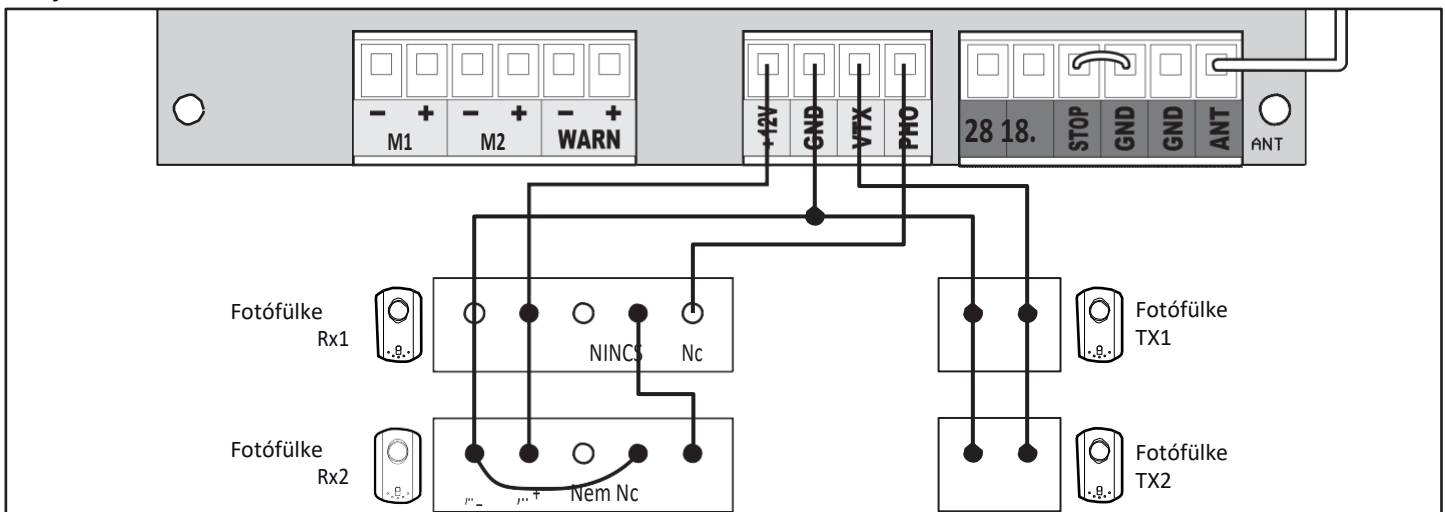 - + - + - +
M1 M2 WARN
+12V GND VTX PHO
28 18. STOP GND GND ANT
ANT
Fotófülke
Rx1
NINCS Nc
Fotófülke
TX1
Fotófülke
Rx2
,.._ ,..+ Nem Nc
Fotófülke
TX2